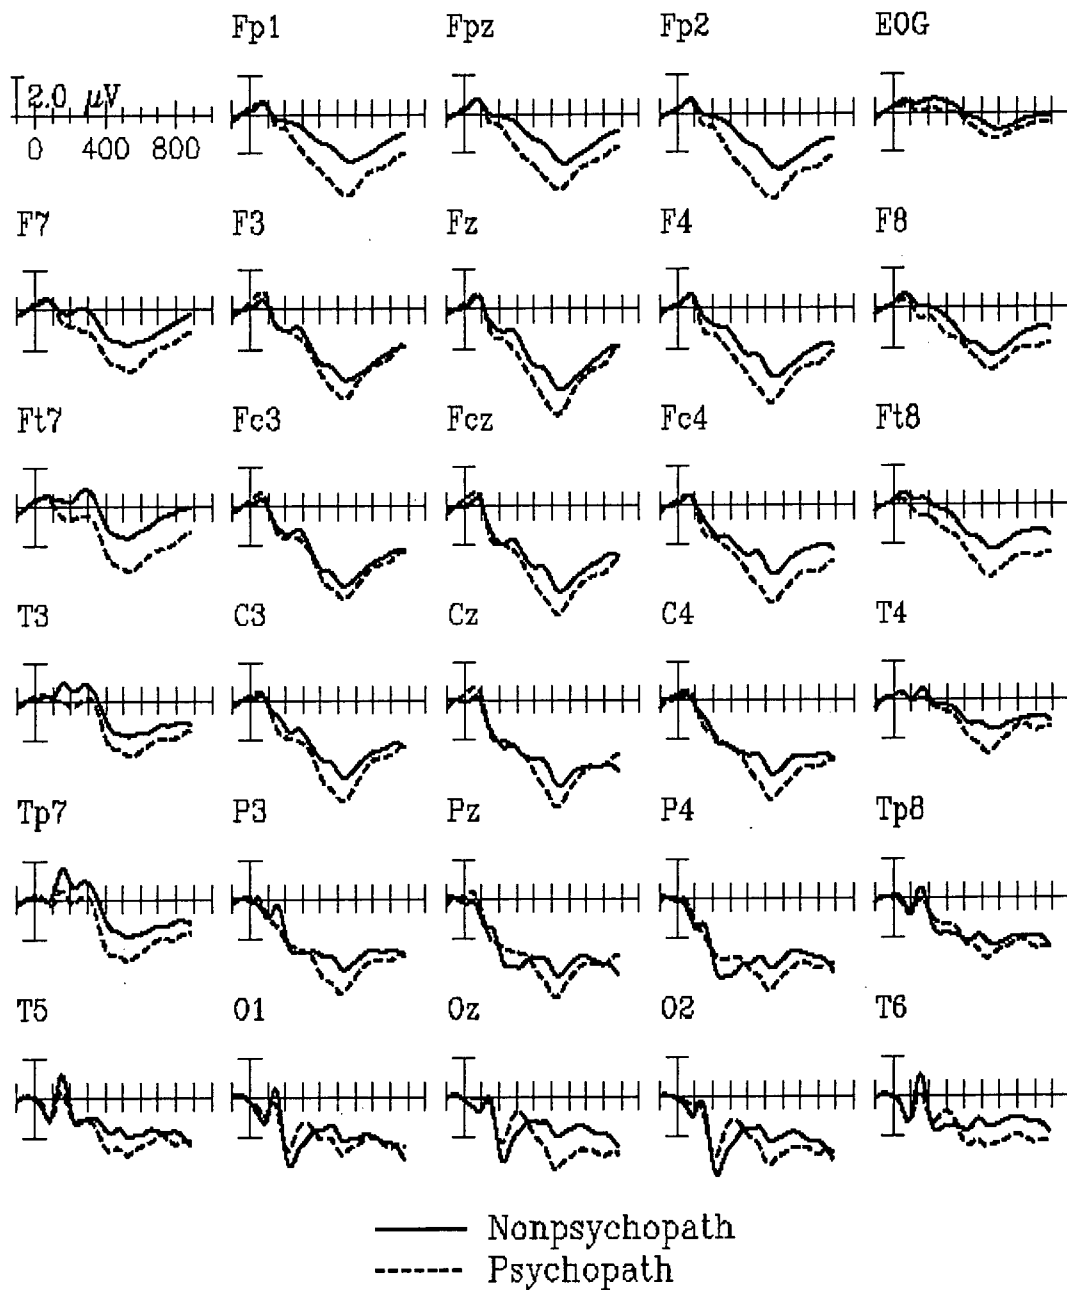 Fp1 Fpz Fp2 EOG
2.0 μV
0 400 800
F7 F3 Fz F4 F8
Ft7 Fc3 Fcz Fc4 Ft8
T3 C3 Cz C4 T4
Tp7 P3 Pz P4 Tp8
T5 O1 Oz O2 T6
Nonpsychopath
Psychopath